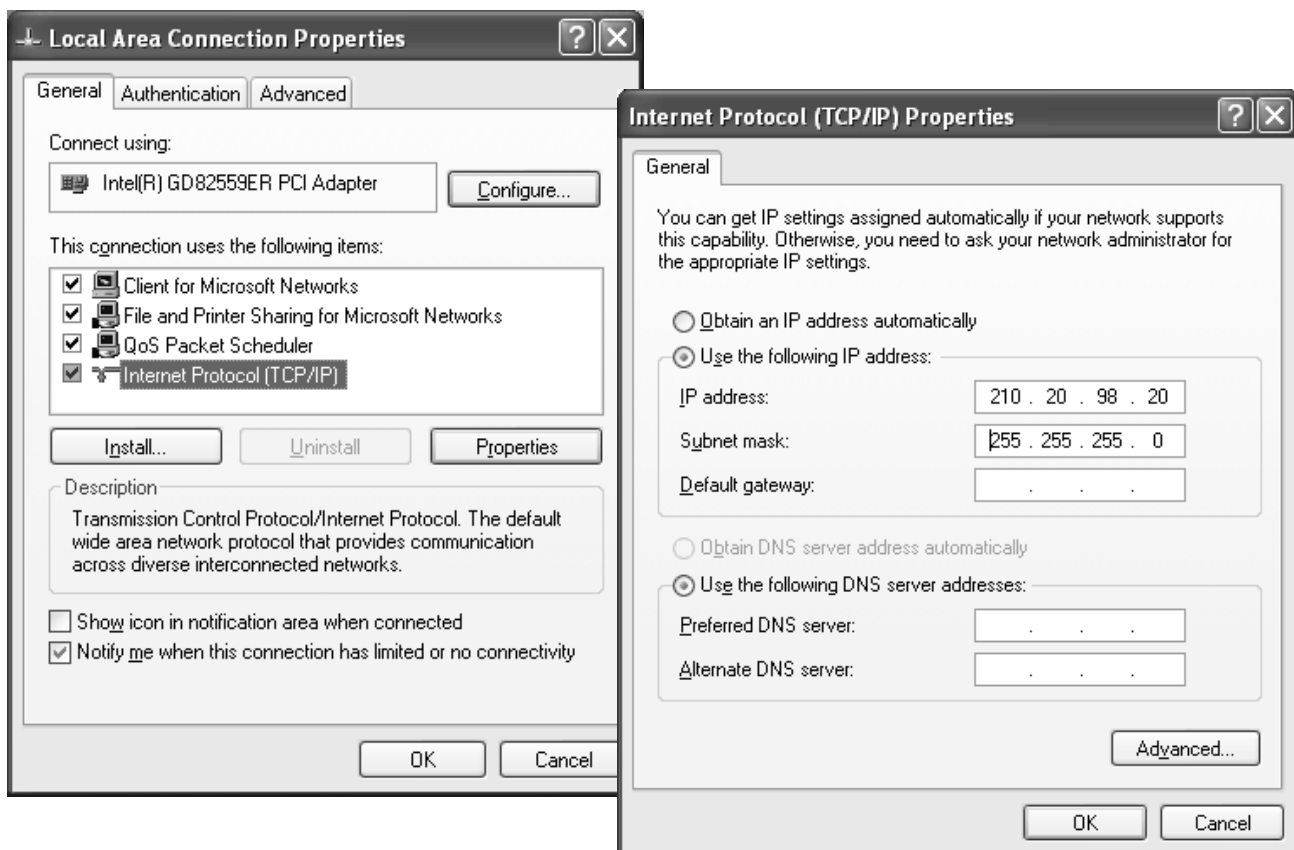 Local Area Connection Properties
General
Authentication
Advanced
Connect using:
Intel(R) GD82559ER PCI Adapter
Configure...
This connection uses the following items:
Client for Microsoft Networks
File and Printer Sharing for Microsoft Networks
QoS Packet Scheduler
Internet Protocol (TCP/IP)
Install...
Uninstall
Properties
Description
Transmission Control Protocol/Internet Protocol. The default
wide area network protocol that provides communication
across diverse interconnected networks.
Show icon in notification area when connected
Notify me when this connection has limited or no connectivity
OK
Cancel
Internet Protocol (TCP/IP) Properties
General
You can get IP settings assigned automatically if your network supports
this capability. Otherwise, you need to ask your network administrator for
the appropriate IP settings.
Obtain an IP address automatically
Use the following IP address:
IP address: 210 . 20 . 98 . 20
Subnet mask: 255 . 255 . 255 . 0
Default gateway: . . .
Obtain DNS server address automatically
Use the following DNS server addresses:
Preferred DNS server: . . .
Alternate DNS server: . . .
Advanced...
OK
Cancel